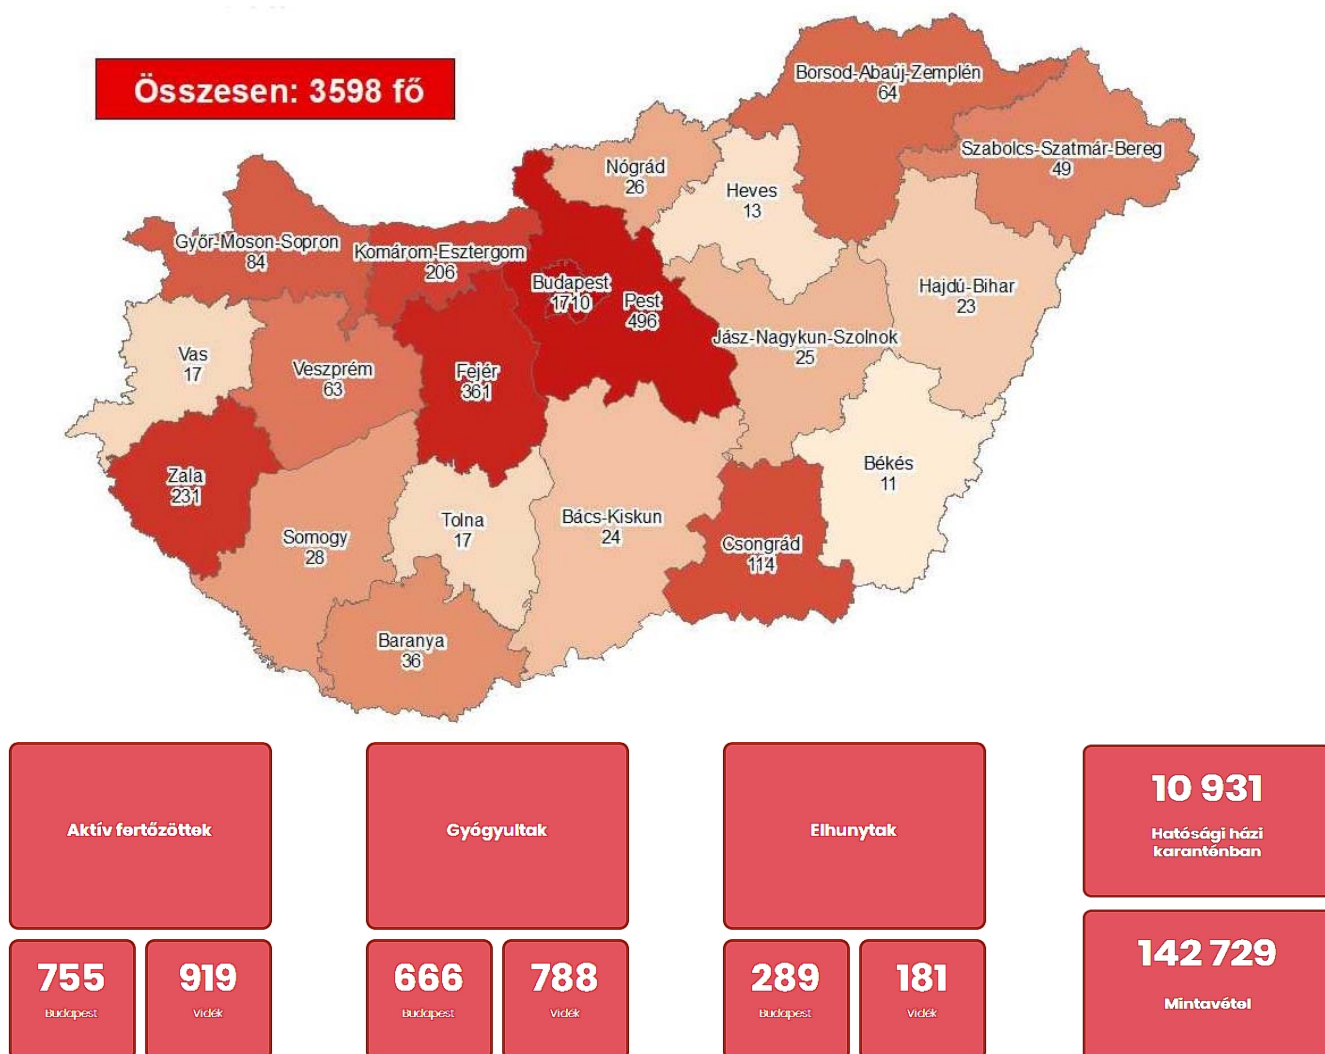 Összesen: 3598 fő
Borsod-Abaúj-Zemplén
64
Szabolcs-Szatmár-Bereg
49
Nógrád
26
Heves
13
Győr-Moson-Sopron
84
Komárom-Esztergom
206
Budapest
1710
Pest
496
Hajdú-Bihar
23
Jász-Nagykun-Szolnok
25
Vas
17
Veszprém
63
Fejér
361
Zala
231
Békés
11
Somogy
28
Tolna
17
Bács-Kiskun
24
Csongrád
114
Baranya
36
Aktív fertőzöttek
755
Budapest
919
Vidék
Gyógyultak
666
Budapest
788
Vidék
Elhunytak
289
Budapest
181
Vidék
10 931
Hatósági házi
karanténban
142 729
Mintavétel